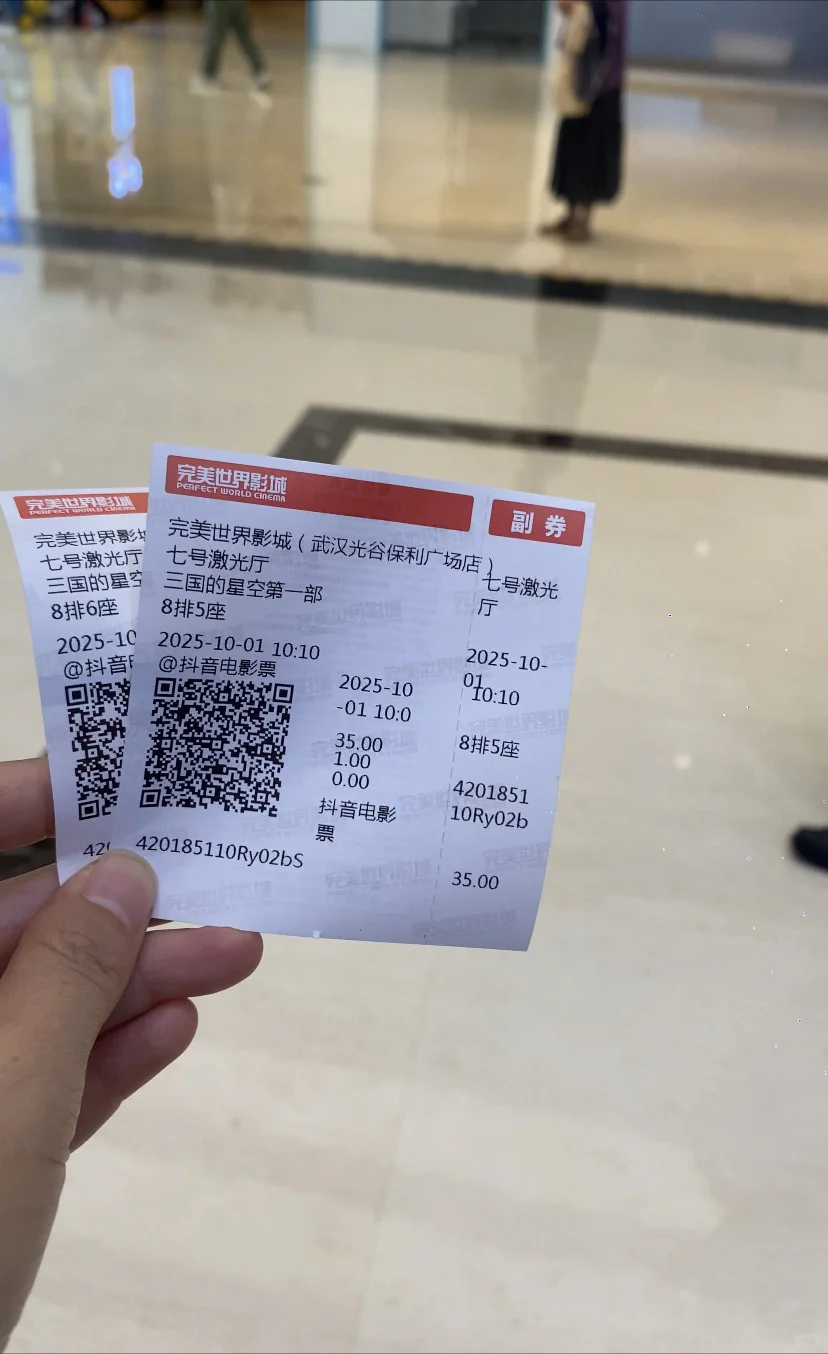 完美世界影城
PERFECT WORLD CINEMA
完美世界影
七号激光厅
三国的星空
8排6座
2025-10
@抖音
42
完美世界影城
PERFECT WORLD CINEMA
完美世界影城（武汉光谷保利广场店）
七号激光厅
三国的星空第一部
8排5座
2025-10-01 10:10
@抖音电影票
2025-10
-01 10:0
35.00
1.00
0.00
抖音电影
票
420185110Ry02bS
副 券
七号激光
厅
2025-10-
01
10:10
8排5座
4201851
10Ry02b
35.00